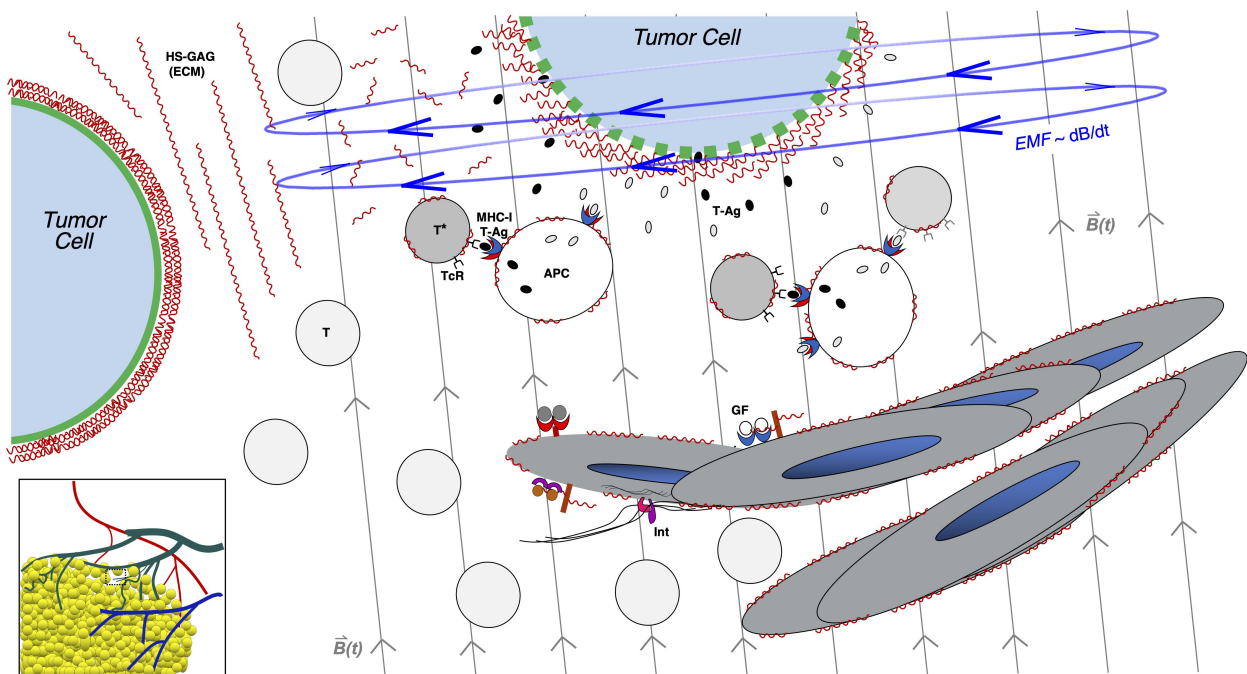 HS-GAG
(ECM)
Tumor Cell
EMF ~ dB/dt
Tumor
Cell
T*
MHC-I
T-Ag
TcR
APC
T-Ag
B(t)
T
GF
Int
B(t)